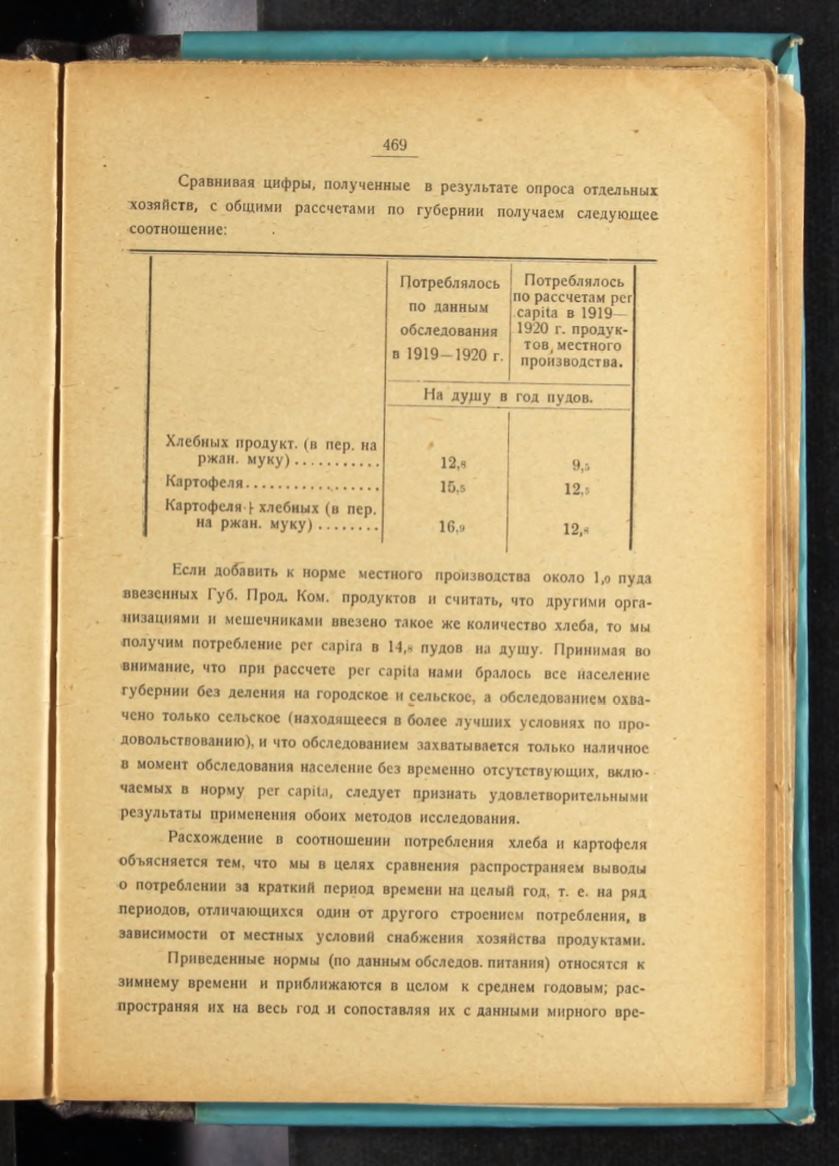 469
Сравнивая цифры, полученные в результате опроса отдельных
хозяйств, с общими рассчетами по губернии получаем следующее
соотношение:
Потреблялось
по данным
обследования
в 1919—1920 г.
Потреблялось
по рассчетам per
capita в 1919—
1920 г. продук-
тов, местного
производства.
На душу в год пудов.
Хлебных продукт. (в пер. на
ржан. муку) ........... 12,8 9,5
Картофеля................ 15,5 12,5
Картофеля + хлебных (в пер.
на ржан. муку) ........ 16,9 12,8
Если добавить к норме местного производства около 1,0 пуда
ввезенных Губ. Прод. Ком. продуктов и считать, что другими орга-
низациями и мешечниками ввезено такое же количество хлеба, то мы
получим потребление per capira в 14,8 пудов на душу. Принимая во
внимание, что при рассчете per capita нами бралось все население
губернии без деления на городское и сельское, а обследованием охва-
чено только сельское (находящееся в более лучших условиях по про-
довольствованию), и что обследованием захватывается только наличное
в момент обследования население без временно отсутствующих, вклю-
чаемых в норму per capita, следует признать удовлетворительными
результаты применения обоих методов исследования.
Расхождение в соотношении потребления хлеба и картофеля
объясняется тем, что мы в целях сравнения распространяем выводы
о потреблении за краткий период времени на целый год, т. е. на ряд
периодов, отличающихся один от другого строением потребления, в
зависимости от местных условий снабжения хозяйства продуктами.
Приведенные нормы (по данным обследов. питания) относятся к
зимнему времени и приближаются в целом к среднем годовым; рас-
пространяя их на весь год и сопоставляя их с данными мирного вре-